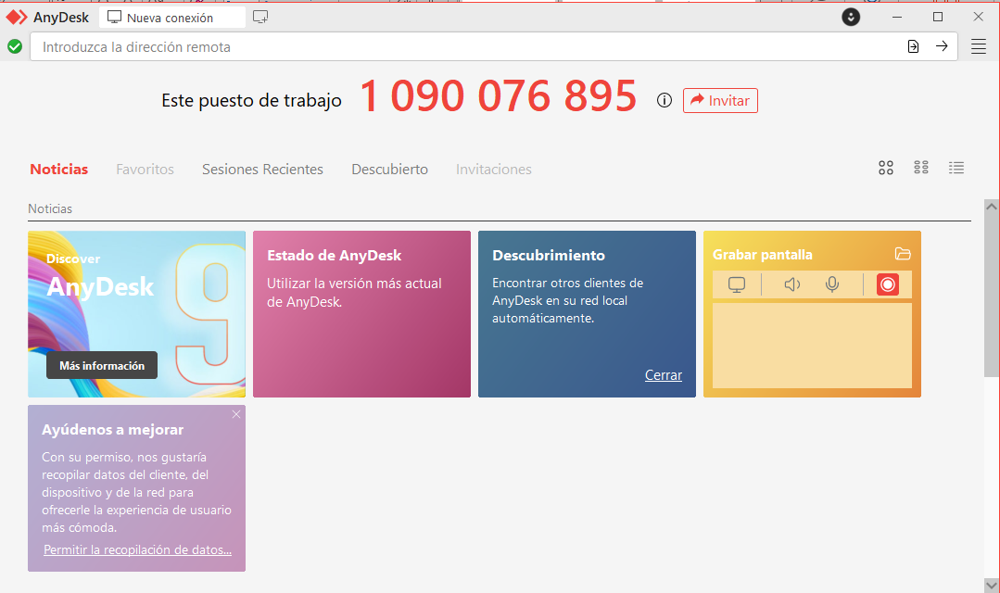 AnyDesk
Nueva conexión
Introduzca la dirección remota
Este puesto de trabajo 1 090 076 895 Invitar
Noticias Favoritos Sesiones Recientes Descubierto Invitaciones
Noticias
Discover
AnyDesk
9
Más información
Estado de AnyDesk
Utilizar la versión más actual
de AnyDesk.
Descubrimiento
Encontrar otros clientes de
AnyDesk en su red local
automáticamente.
Cerrar
Grabar pantalla
Ayúdenos a mejorar
Con su permiso, nos gustaría
recopilar datos del cliente, del
dispositivo y de la red para
ofrecerle la experiencia de usuario
más cómoda.
Permitir la recopilación de datos...